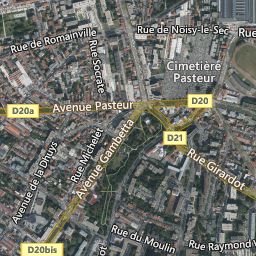 Rue de Noisy-le-Sec
Rue de Romainville
Rue Socrate
Cimetière
Pasteur
D20
D20a
Avenue Pasteur
D21
Rue Michelet
Avenue Gambetta
Avenue de la Dhuys
Rue Girardot
Rue du Moulin
Rue Raymond
D20bis